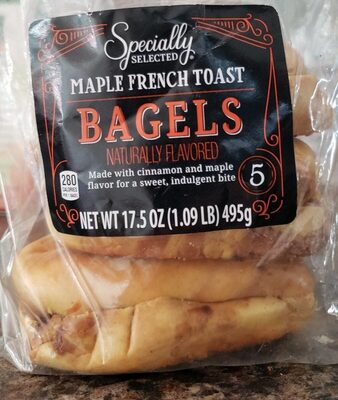 Specially
SELECTED
MAPLE FRENCH TOAST
BAGELS
NATURALLY FLAVORED
Made with cinnamon and maple
flavor for a sweet, indulgent bite
5
280
CALORIES
NET WT 17.5 OZ (1.09 LB) 495g